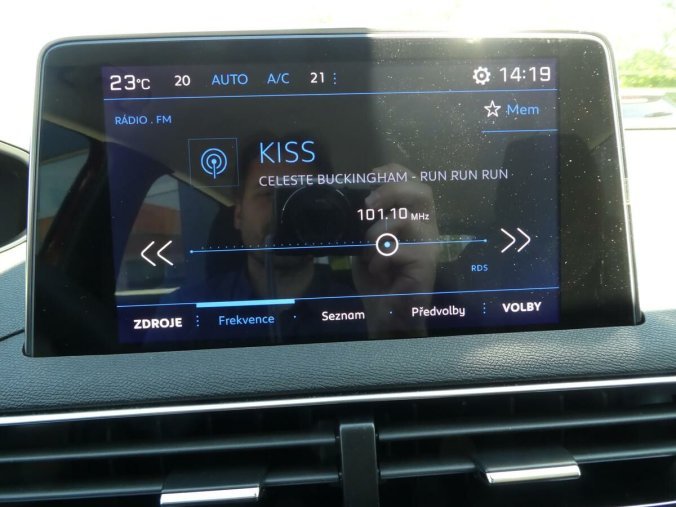 23°C 20 AUTO A/C 21 14:19
Mem
RÁDIO . FM
KISS
CELESTE BUCKINGHAM - RUN RUN RUN
101.10 MHz
RDS
ZDROJE Frekvence Seznam Předvolby VOLBY